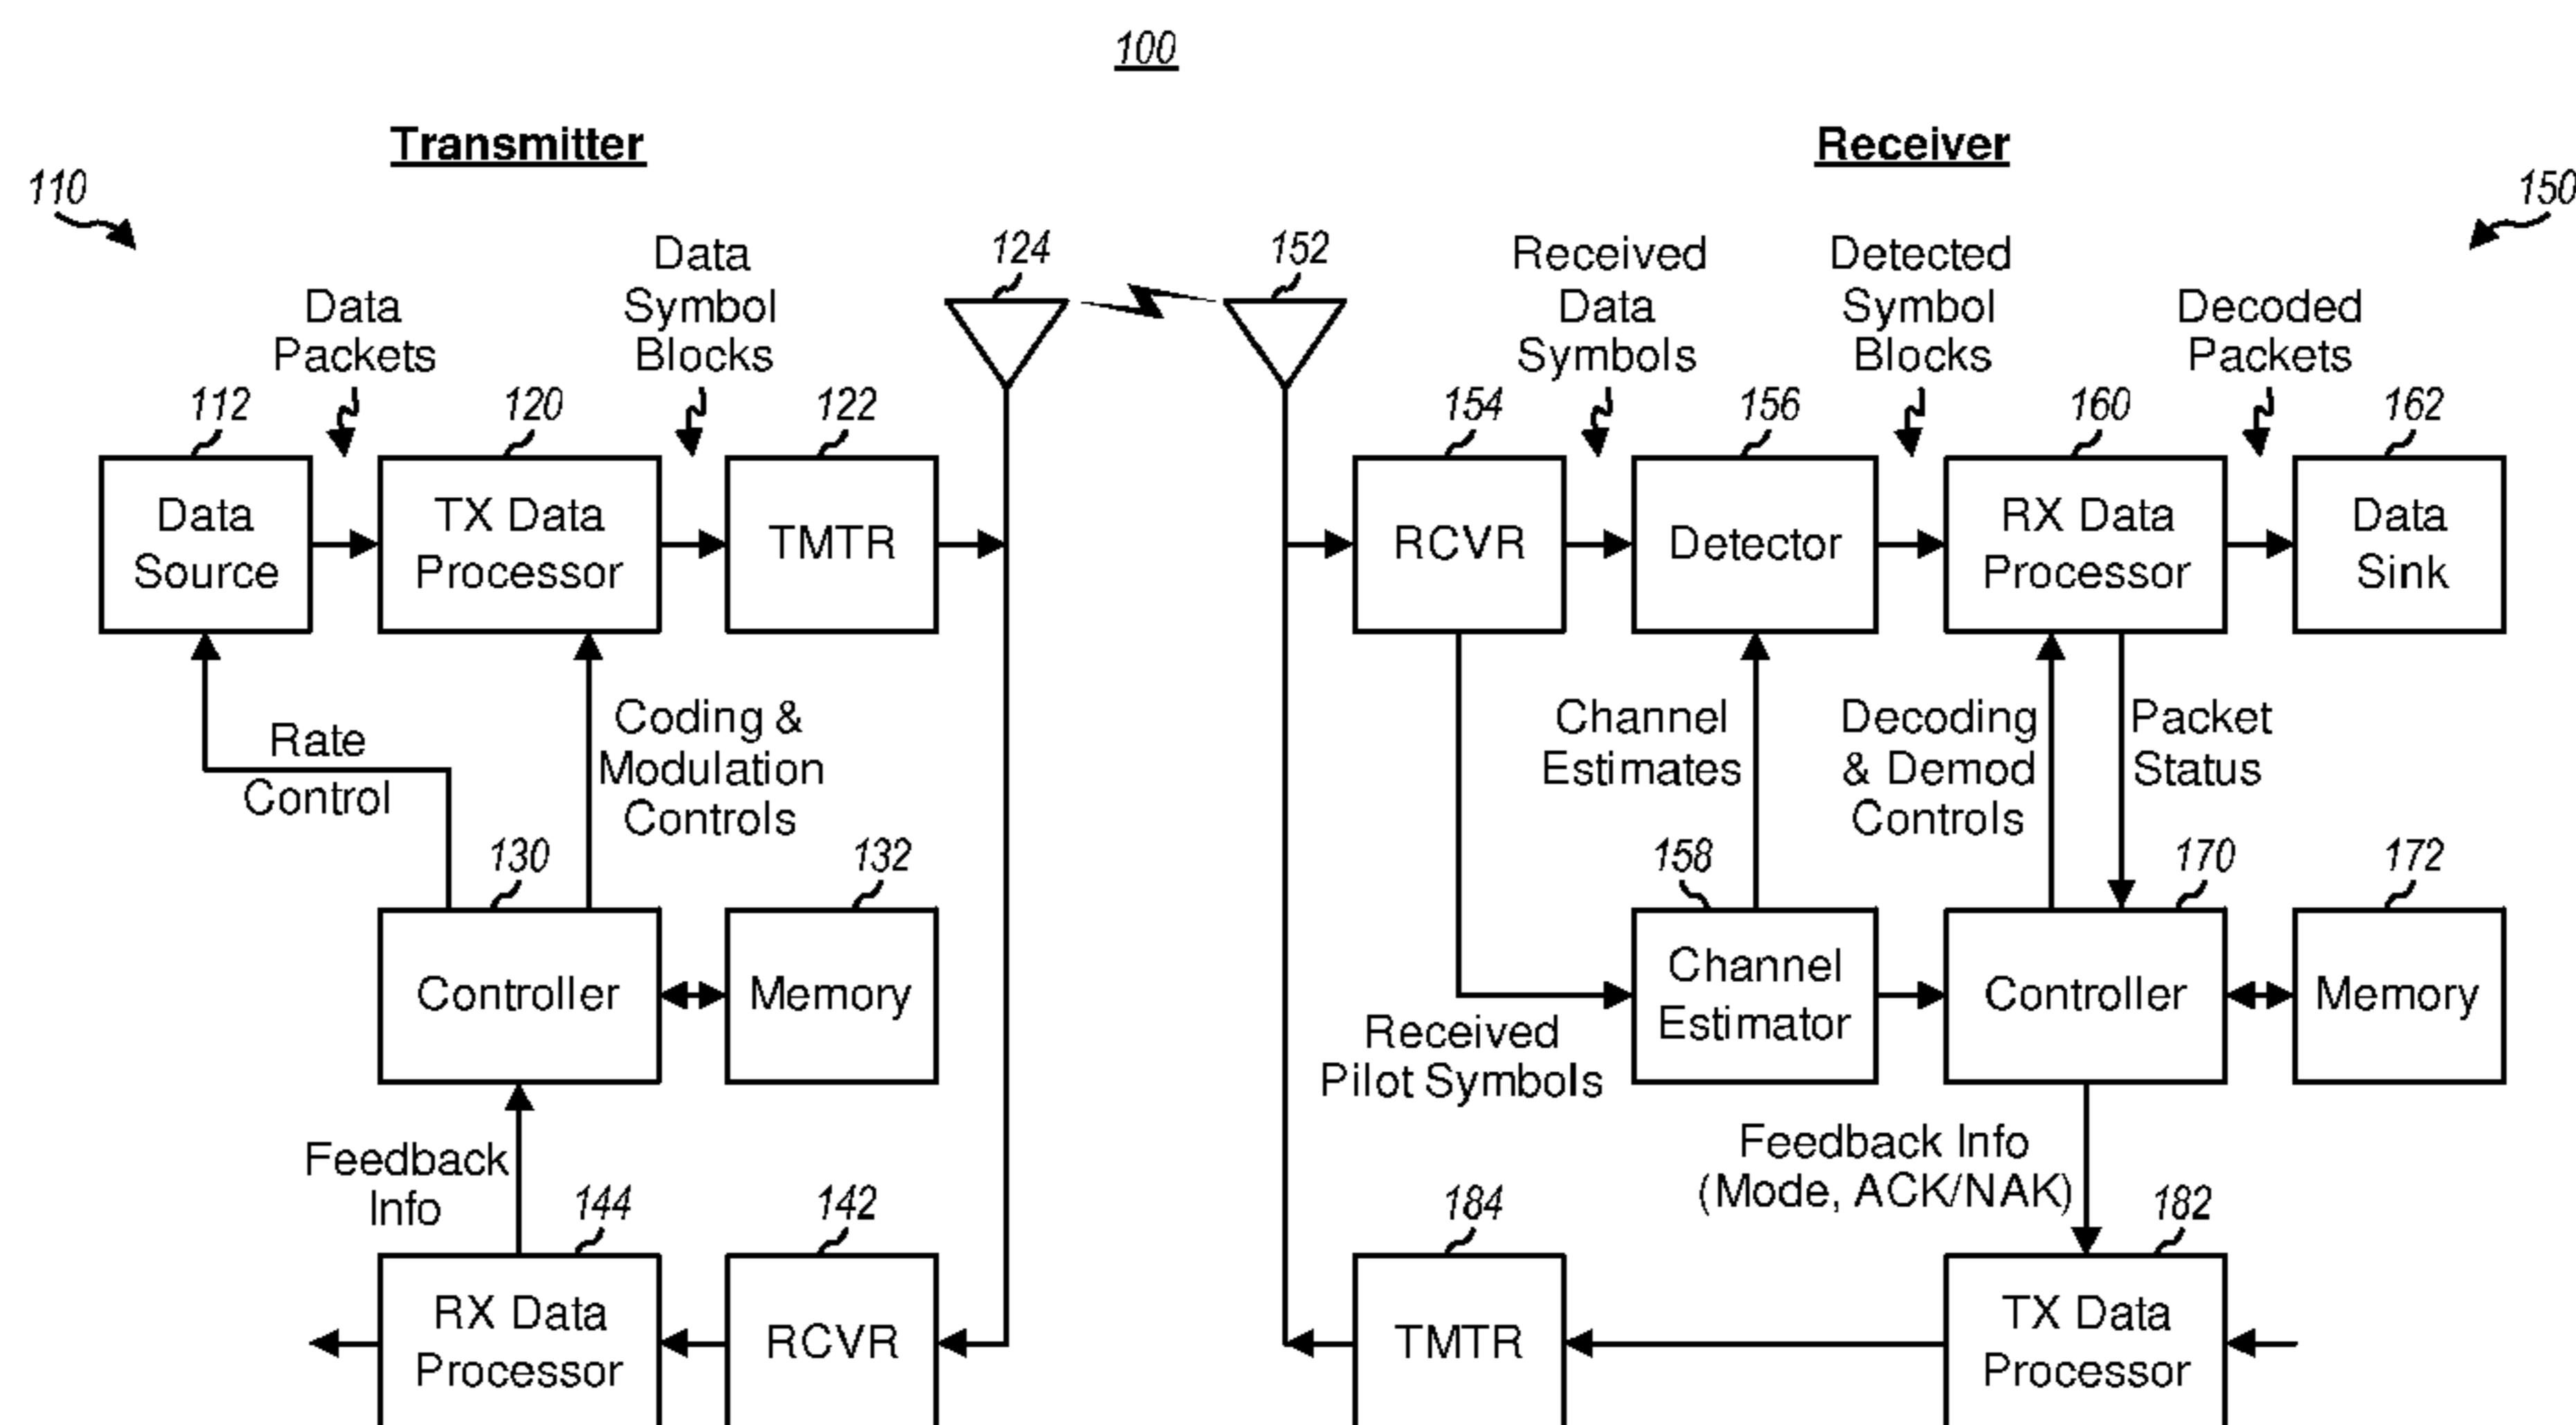 100
Transmitter
Receiver
110
150
124
152
Data
Packets
Data
Symbol
Blocks
Received
Data
Symbols
Detected
Symbol
Blocks
Decoded
Packets
112
120
122
154
156
160
162
Data
Source
TX Data
Processor
TMTR
RCVR
Detector
RX Data
Processor
Data
Sink
Rate
Control
Coding &
Modulation
Controls
Channel
Estimates
Decoding
& Demod
Controls
Packet
Status
130
132
158
170
172
Controller
Memory
Channel
Estimator
Controller
Memory
Received
Pilot Symbols
Feedback
Info
Feedback Info
(Mode, ACK/NAK)
144
142
184
182
RX Data
Processor
RCVR
TMTR
TX Data
Processor